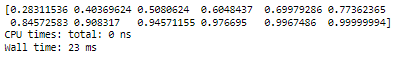 [0.28311536 0.40369624 0.5080624  0.6048437  0.69979286 0.77362365
 0.84572583 0.908317   0.94571155 0.976695   0.9967486  0.99999994]
CPU times: total: 0 ns
Wall time: 23 ms